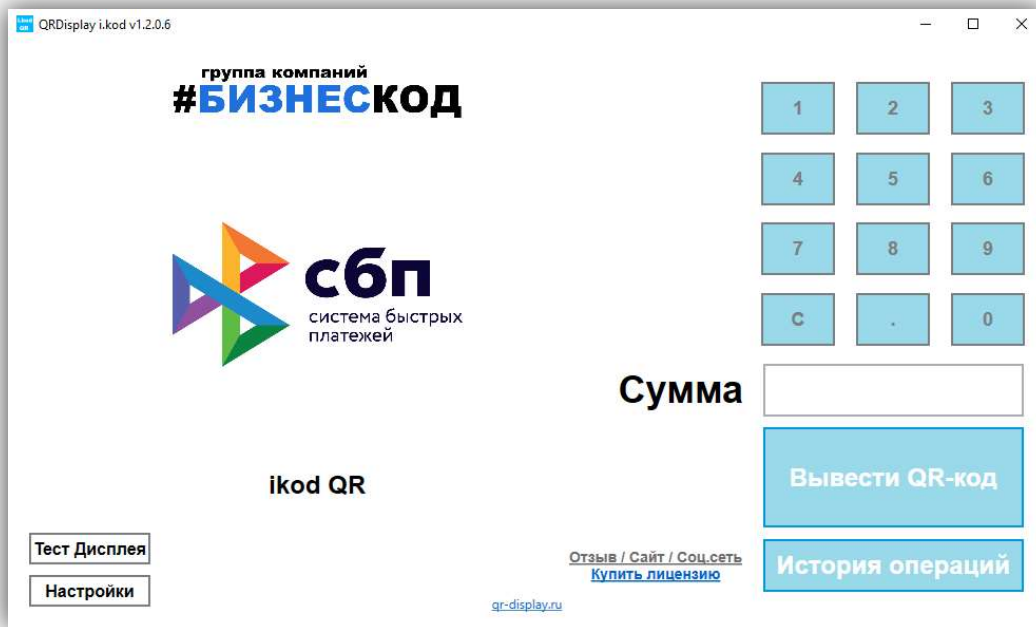 ikod QR
QRDisplay i.kod v1.2.0.6
группа компаний
#БИЗНЕСКОД
1 2 3
4 5 6
7 8 9
C . 0
сбп
система быстрых
платежей
Сумма
Вывести QR-код
ikod QR
Тест Дисплея
Настройки
Отзыв / Сайт / Соц.сеть
Купить лицензию
История операций
qr-display.ru